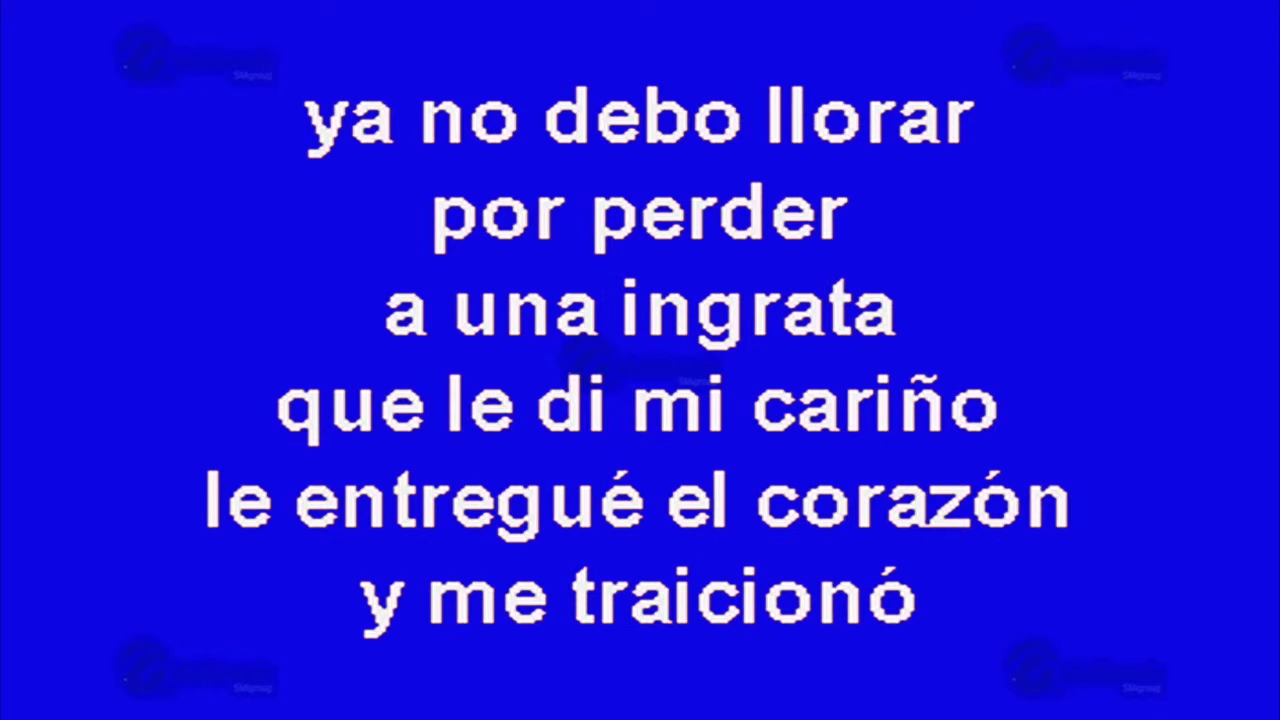 ya no debo llorar
por perder
a una ingrata
que le di mi cariño
le entregué el corazón
y me traicionó